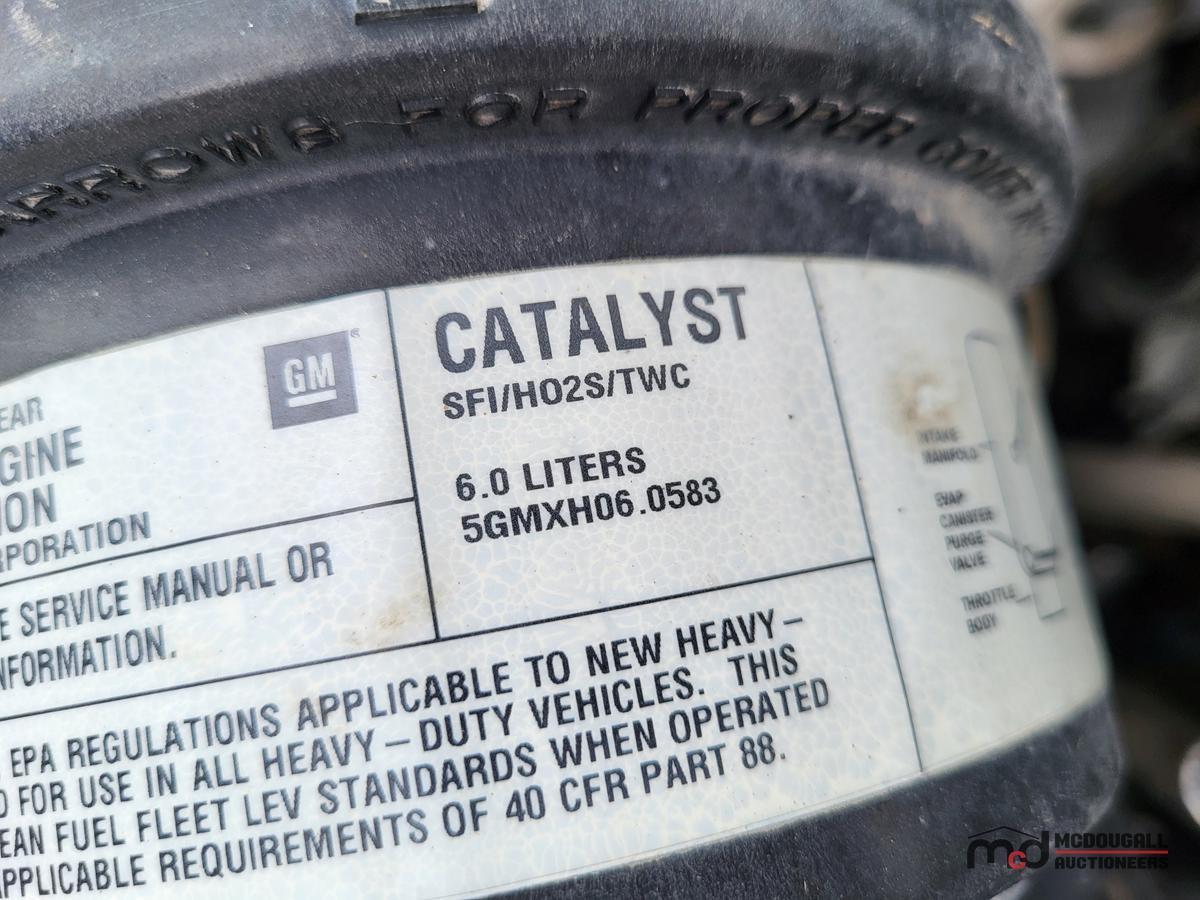 ARROWS FOR PROPER COVER
GM
EAR
GINE
ION
RPORATION
E SERVICE MANUAL OR
NFORMATION.
CATALYST
SFI/HO2S/TWC
6.0 LITERS
5GMXH06.0583
EPA REGULATIONS APPLICABLE TO NEW HEAVY–
D FOR USE IN ALL HEAVY–DUTY VEHICLES. THIS
EAN FUEL FLEET LEV STANDARDS WHEN OPERATED
APPLICABLE REQUIREMENTS OF 40 CFR PART 88.
INTAKE
MANIFOLD
EVAP
CANISTER
PURGE
VALVE
THROTTLE
BODY
mcd MCDOUGALL
AUCTIONEERS